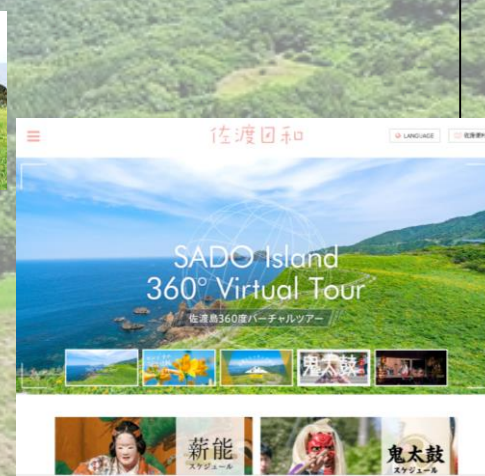 佐渡日和
LANGUAGE
SADO Island
360° Virtual Tour
佐渡島360度バーチャルツアー
鬼太鼓
薪能
スケジュール
鬼太鼓
スケジュール